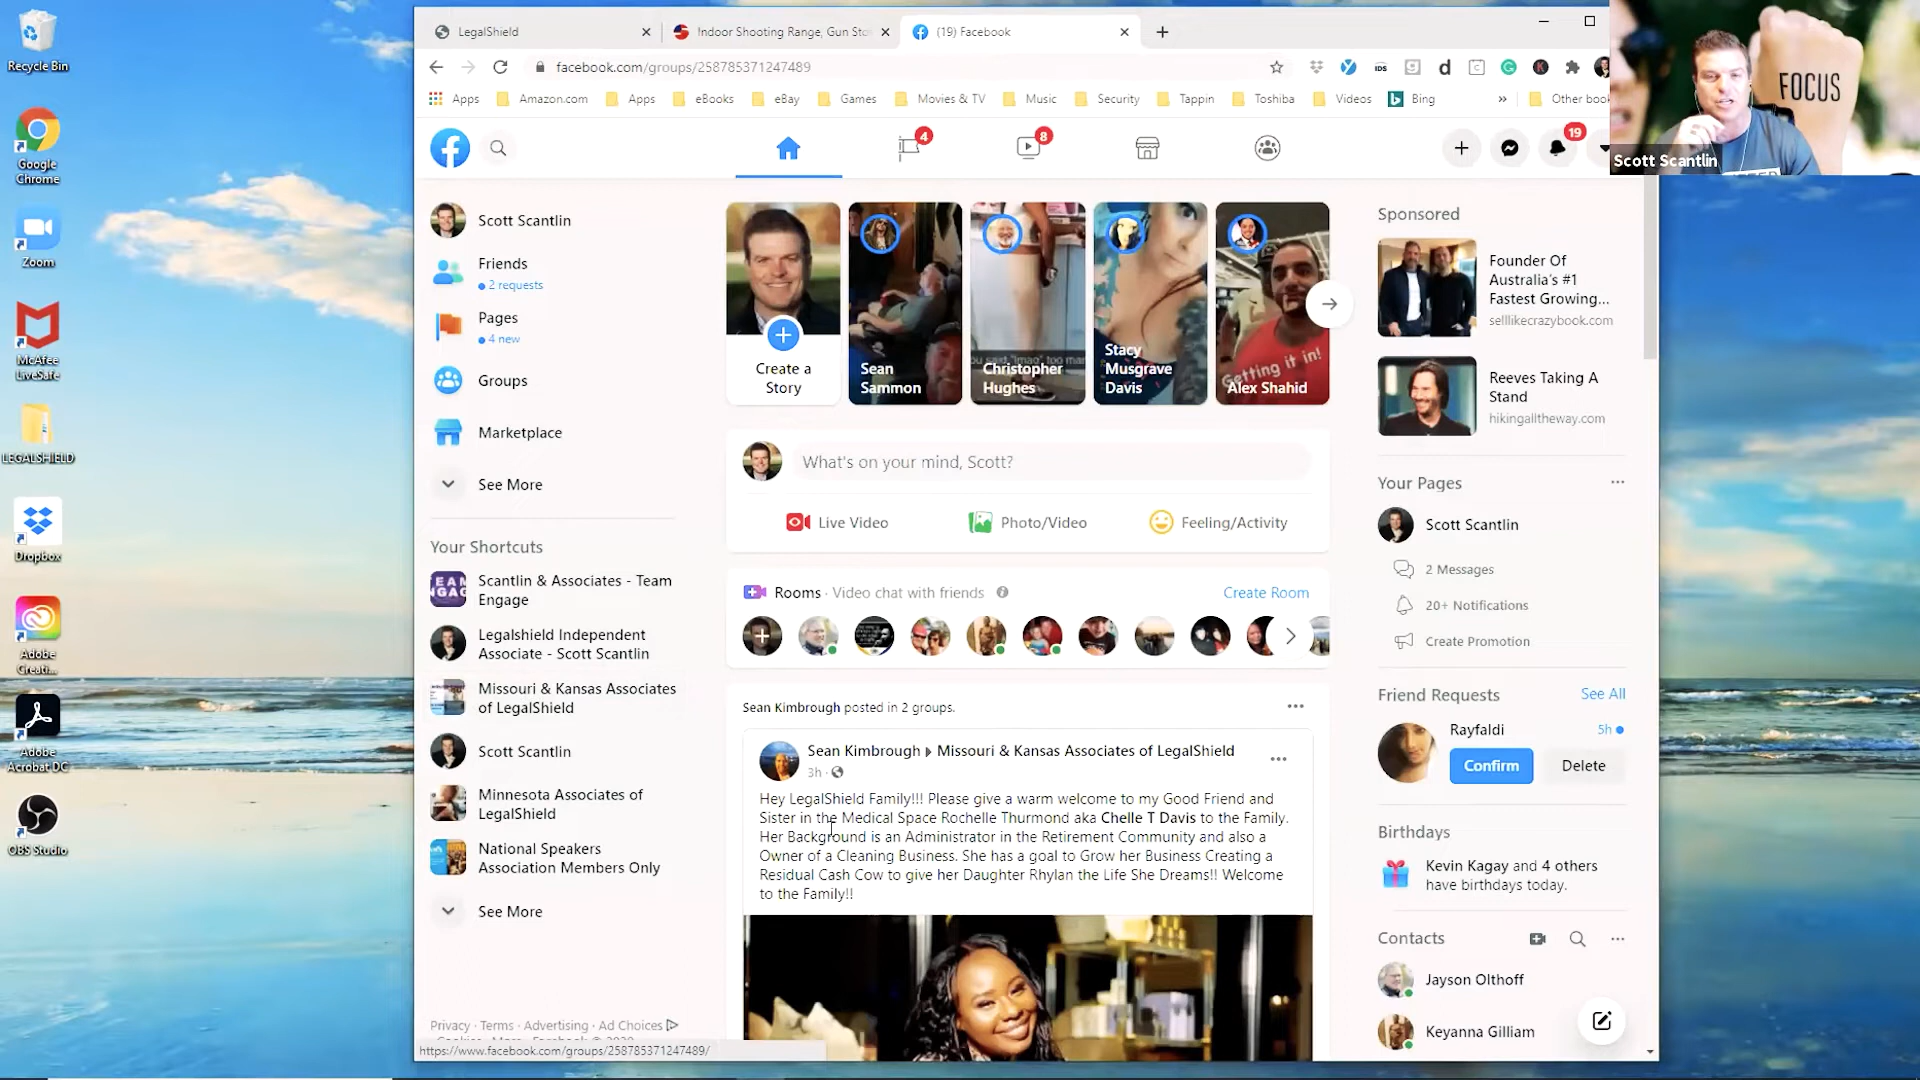 Recycle Bin
Google
Chrome
Zoom
McAfee
LiveSafe
LEGALSHIELD
Dropbox
Adobe
Creati...
Adobe
Acrobat DC
OBS Studio
LegalShield
Indoor Shooting Range, Gun Sto
(19) Facebook
facebook.com/groups/258785371247489
IDS
d
Apps
Amazon.com
Apps
eBooks
eBay
Games
Movies & TV
Music
Security
Tappin
Toshiba
Videos
Bing
»
Other book
FOCUS
Scott Scantlin
4
8
19
Scott Scantlin
Friends
2 requests
Pages
4 new
Groups
Marketplace
See More
Your Shortcuts
Scantlin & Associates - Team
Engage
Legalshield Independent
Associate - Scott Scantlin
Missouri & Kansas Associates
of LegalShield
Scott Scantlin
Minnesota Associates of
LegalShield
National Speakers
Association Members Only
See More
Privacy · Terms · Advertising · Ad Choices
https://www.facebook.com/groups/258785371247489/
Create a
Story
Sean
Sammon
Christopher
Hughes
Stacy
Musgrave
Davis
Getting it in!
Alex Shahid
What's on your mind, Scott?
Live Video
Photo/Video
Feeling/Activity
Rooms · Video chat with friends
Create Room
Sean Kimbrough posted in 2 groups.
Sean Kimbrough Missouri & Kansas Associates of LegalShield
3h ·
Hey LegalShield Family!!! Please give a warm welcome to my Good Friend and
Sister in the Medical Space Rochelle Thurmond aka Chelle T Davis to the Family.
Her Background is an Administrator in the Retirement Community and also a
Owner of a Cleaning Business. She has a goal to Grow her Business Creating a
Residual Cash Cow to give her Daughter Rhylan the Life She Dreams!! Welcome
to the Family!!
Sponsored
Founder Of
Australia's #1
Fastest Growing...
selllikecrazybook.com
Reeves Taking A
Stand
hikingalltheway.com
Your Pages
Scott Scantlin
2 Messages
20+ Notifications
Create Promotion
Friend Requests
See All
Rayfaldi
5h
Confirm
Delete
Birthdays
Kevin Kagay and 4 others
have birthdays today.
Contacts
Jayson Olthoff
Keyanna Gilliam